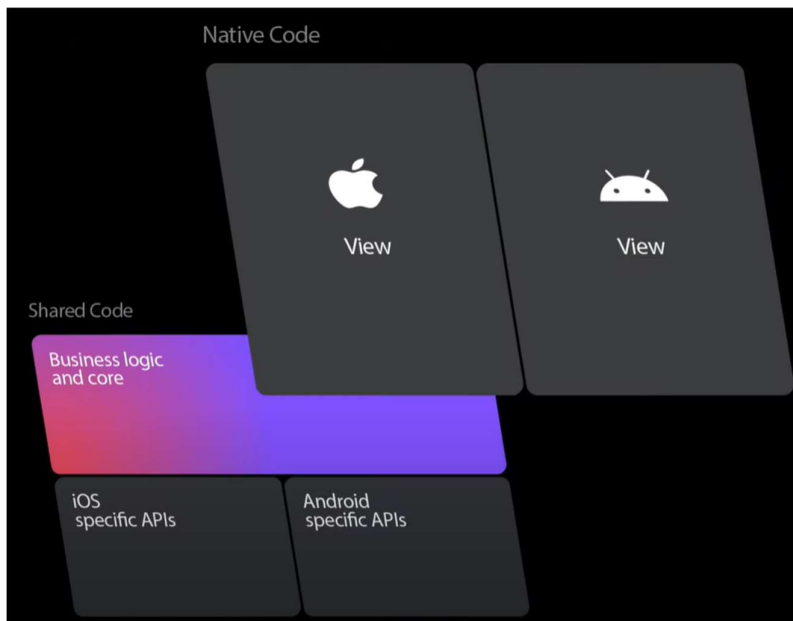 Native Code
View
View
Shared Code
Business logic
and core
iOS
specific APIs
Android
specific APIs